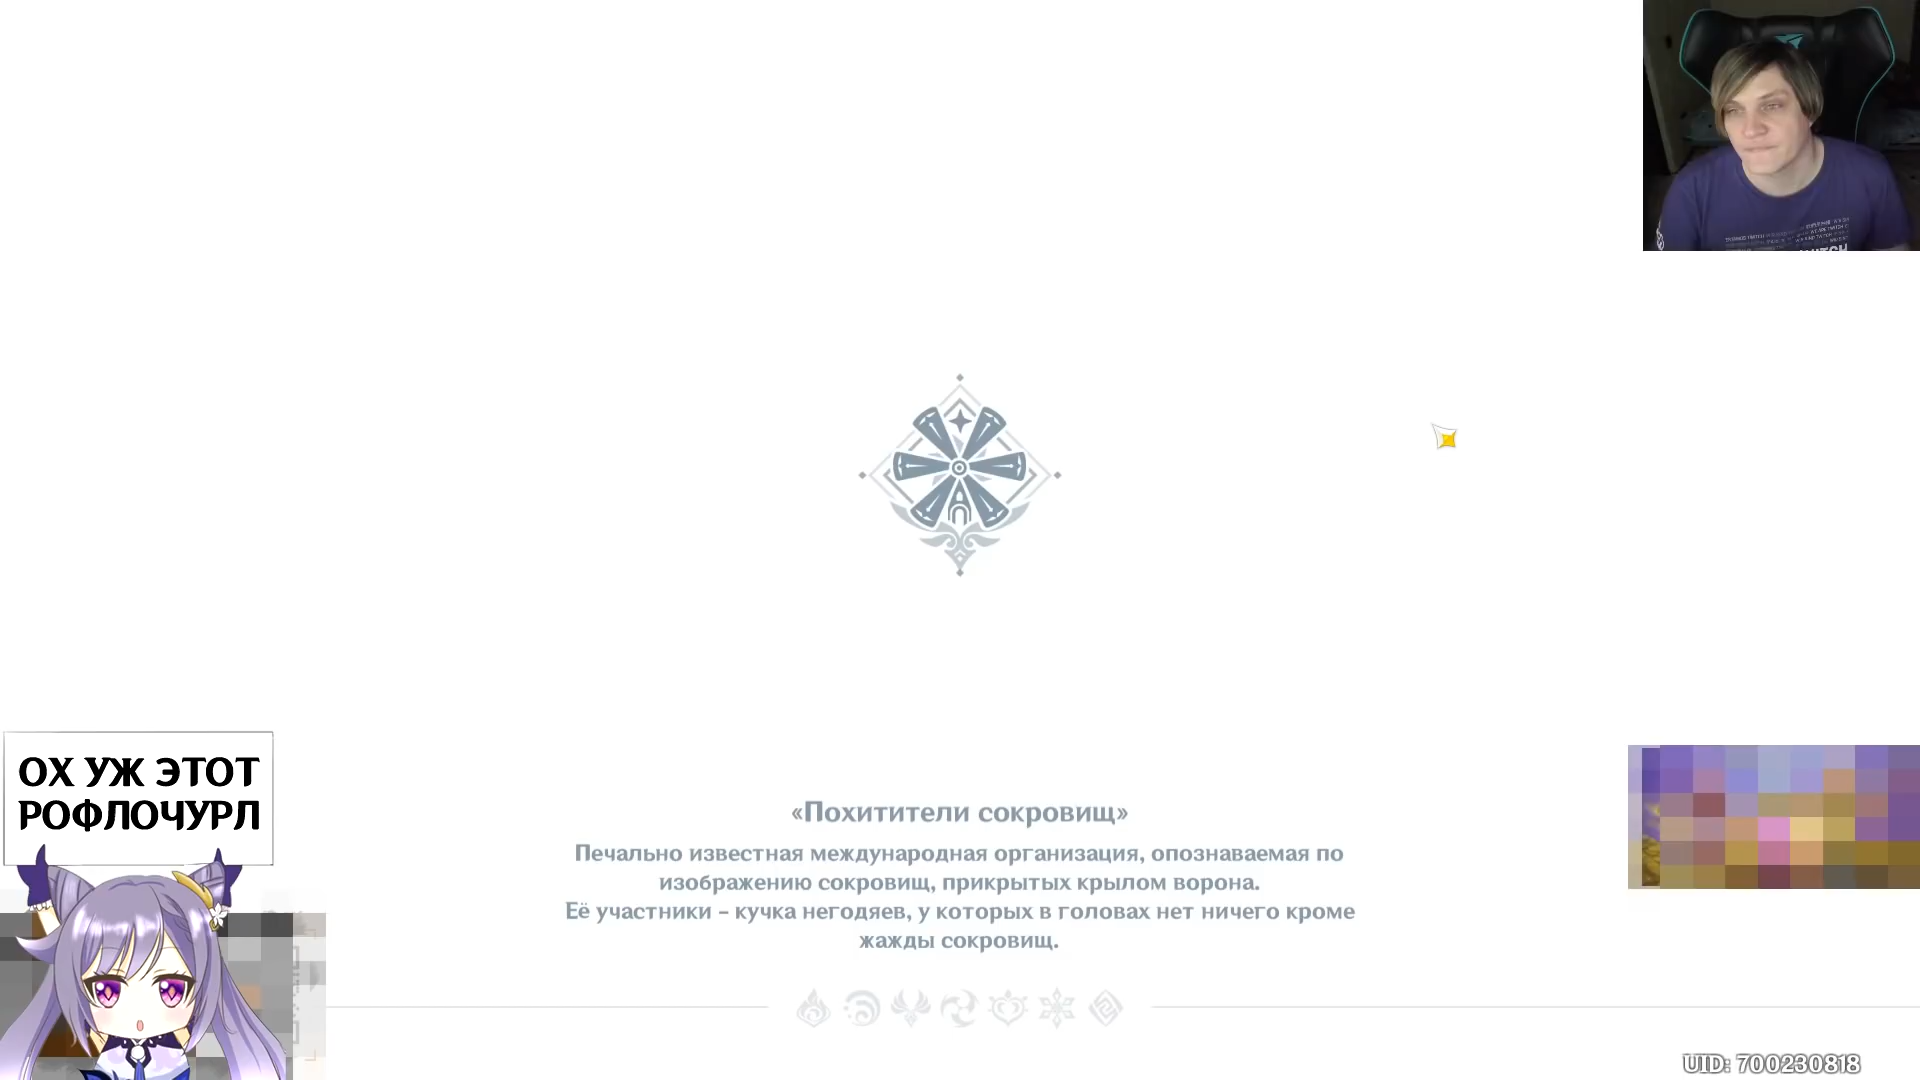 ОХ УЖ ЭТОТ
РОФЛОЧУРЛ
«Похитители сокровищ»
Печально известная международная организация, опознаваемая по
изображению сокровищ, прикрытых крылом ворона.
Её участники – кучка негодяев, у которых в головах нет ничего кроме
жажды сокровищ.
UID: 700230818